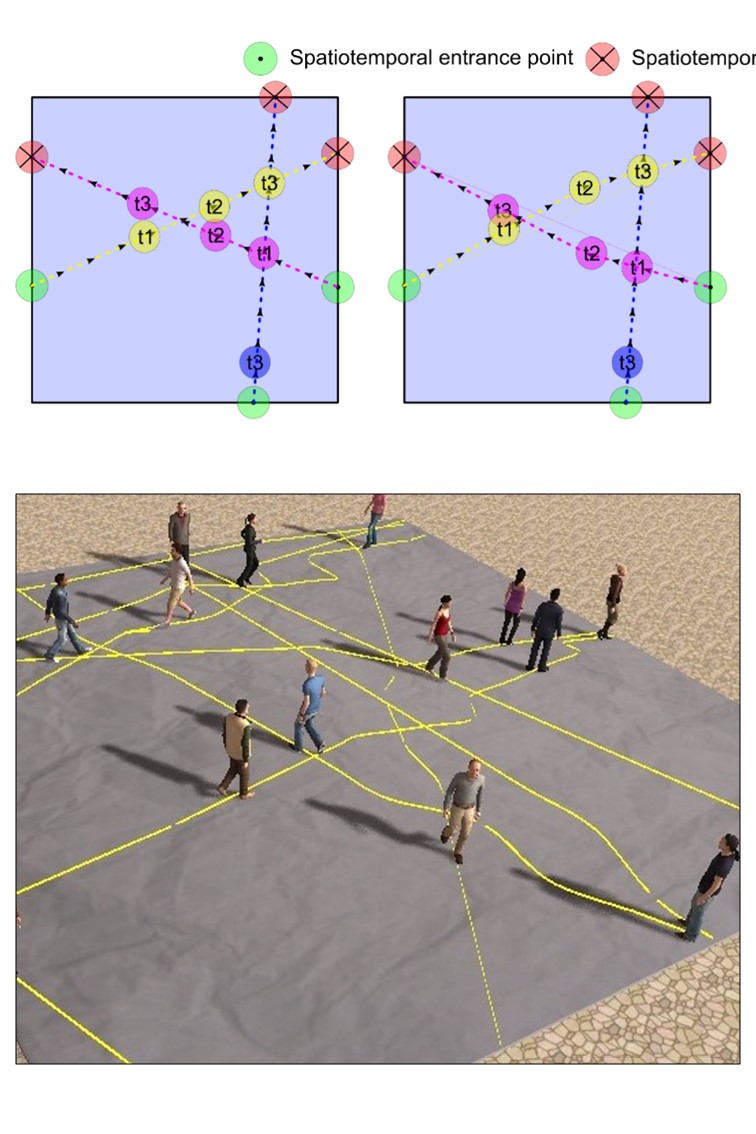 Spatiotemporal entrance point Spatiotempor
t3 t2 t3
t1 t2 t1
t3
t2 t3
t3
t1 t2 t1
t3